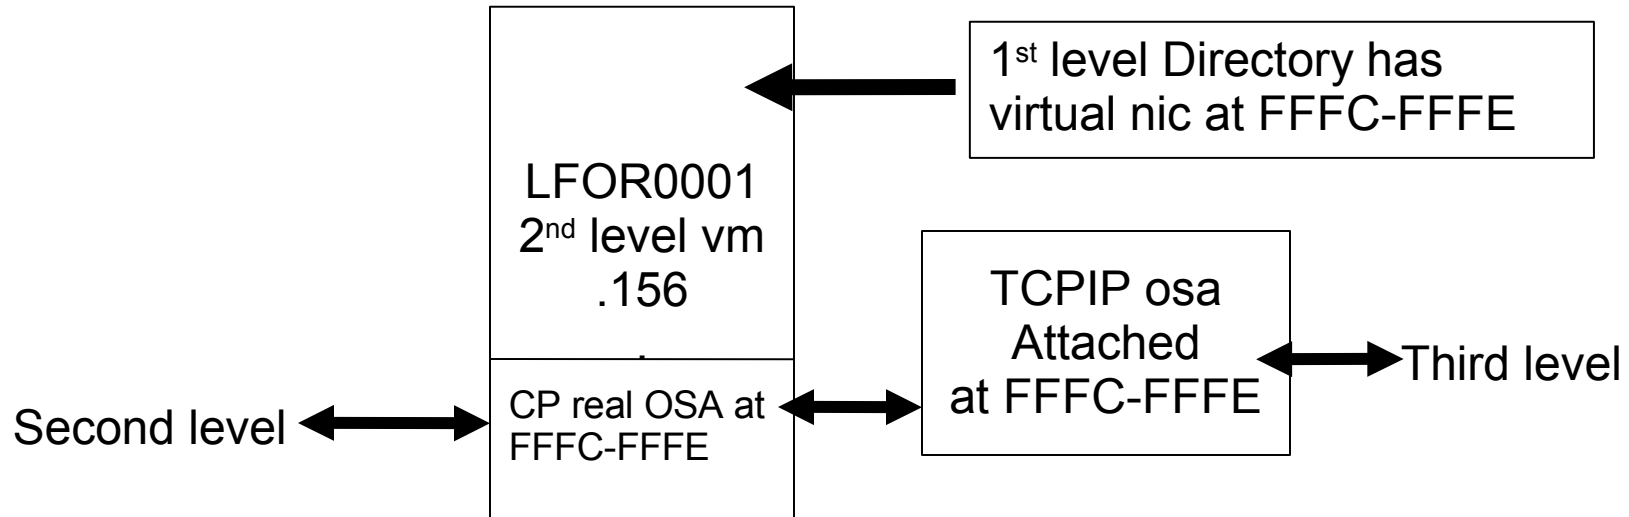 1st level Directory has
virtual nic at FFFC-FFFE
LFOR0001
2nd level vm
.156
.
TCPIP osa
Attached
at FFFC-FFFE
Third level
CP real OSA at
FFFC-FFFE
Second level